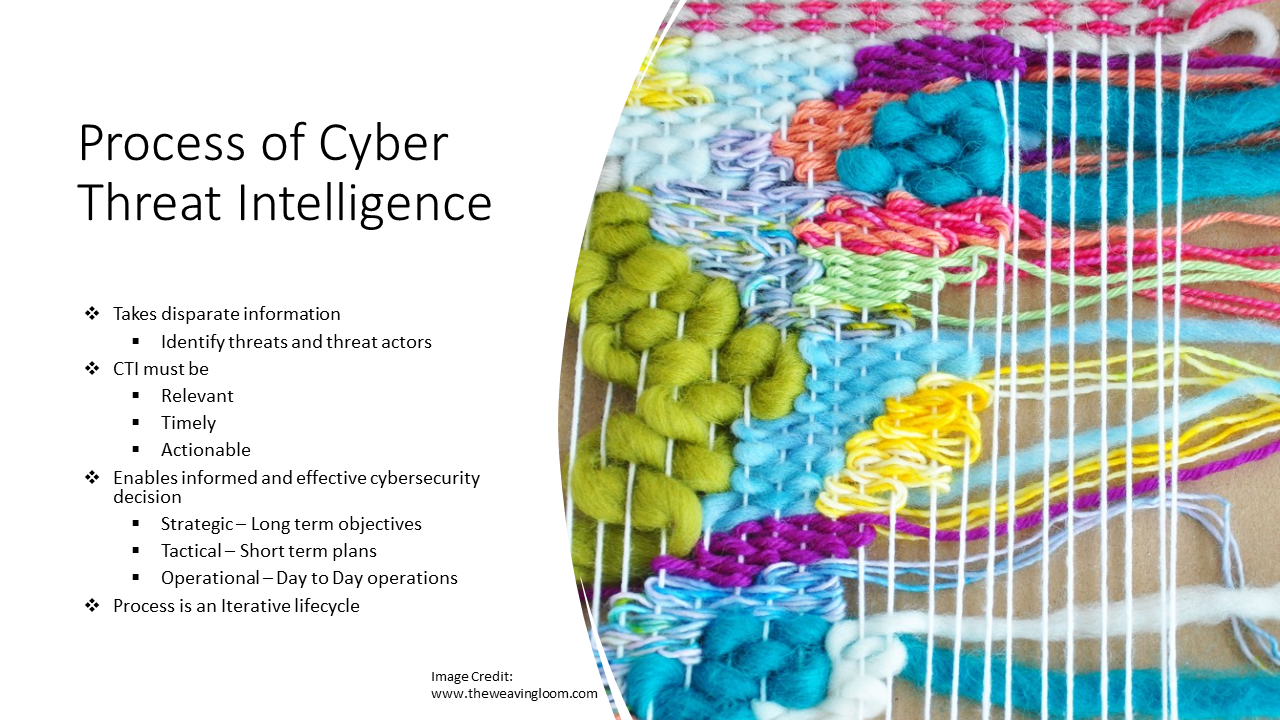 Process of Cyber
Threat Intelligence
❖ Takes disparate information
▪ Identify threats and threat actors
❖ CTI must be
▪ Relevant
▪ Timely
▪ Actionable
❖ Enables informed and effective cybersecurity
decision
▪ Strategic – Long term objectives
▪ Tactical – Short term plans
▪ Operational – Day to Day operations
❖ Process is an Iterative lifecycle
Image Credit:
www.theweavingloom.com